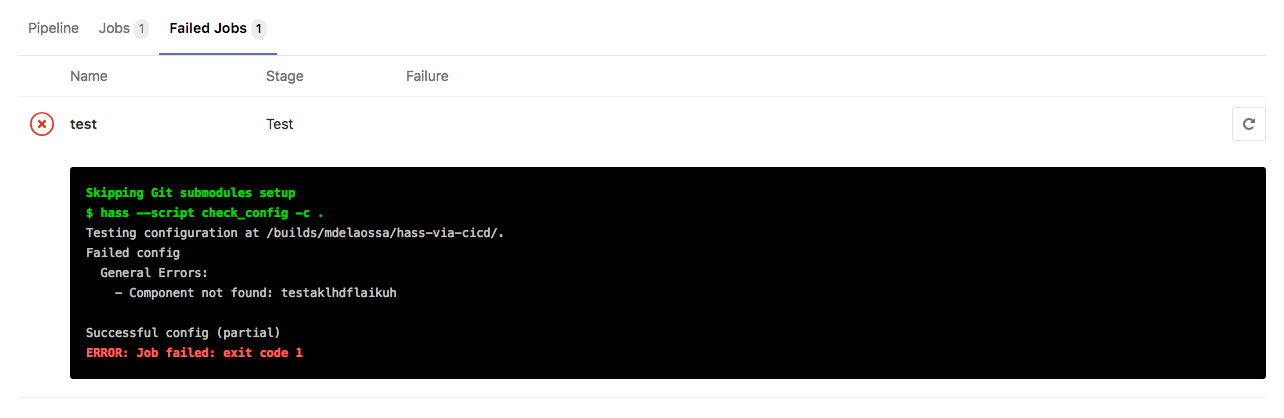 Pipeline Jobs 1 Failed Jobs 1
Name Stage Failure
test Test
Skipping Git submodules setup
$ hass --script check_config -c .
Testing configuration at /builds/mdelaossa/hass-via-cicd/.
Failed config
General Errors:
- Component not found: testaklhdflaikuh
Successful config (partial)
ERROR: Job failed: exit code 1